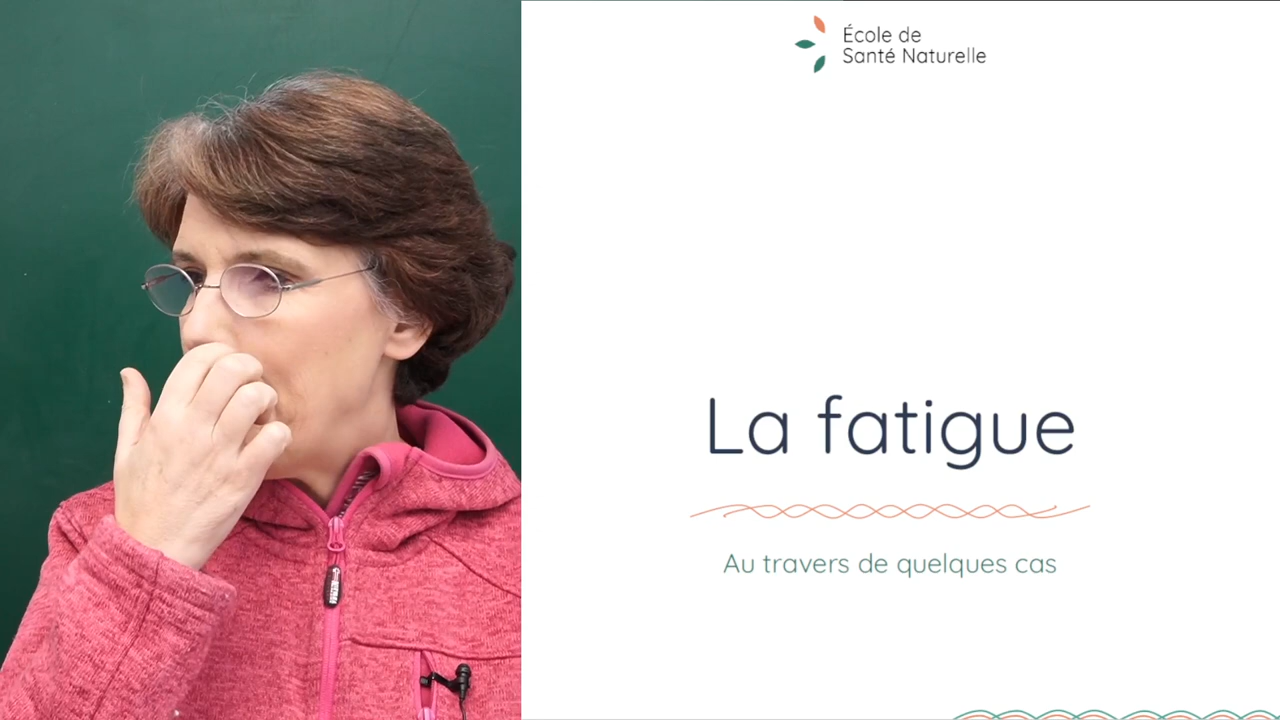 École de
Santé Naturelle
La fatigue
Au travers de quelques cas